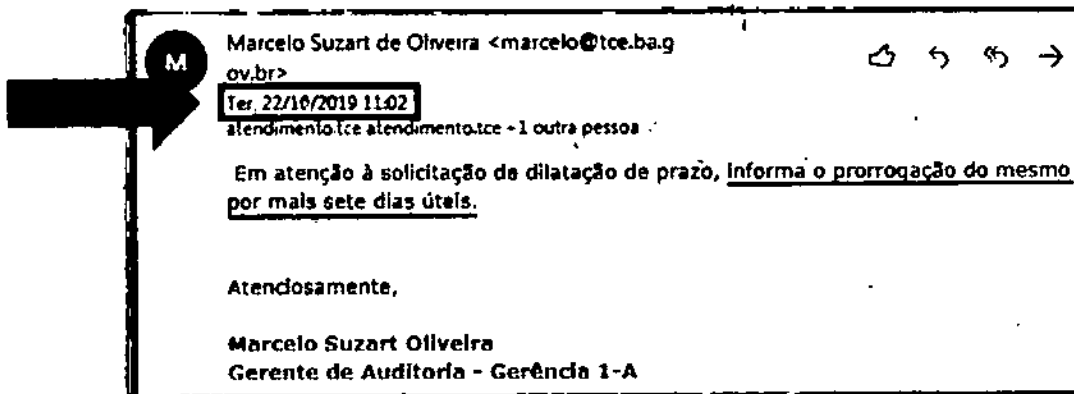 M
Marcelo Suzart de Oliveira <marcelo@tce.ba.g
ov.br>
Ter, 22/10/2019 11:02
atendimento.tce atendimento.tce +1 outra pessoa
Em atenção à solicitação de dilatação de prazo, informa o prorrogação do mesmo
por mais sete dias úteis.
Atenciosamente,
Marcelo Suzart Oliveira
Gerente de Auditoria - Gerência 1-A